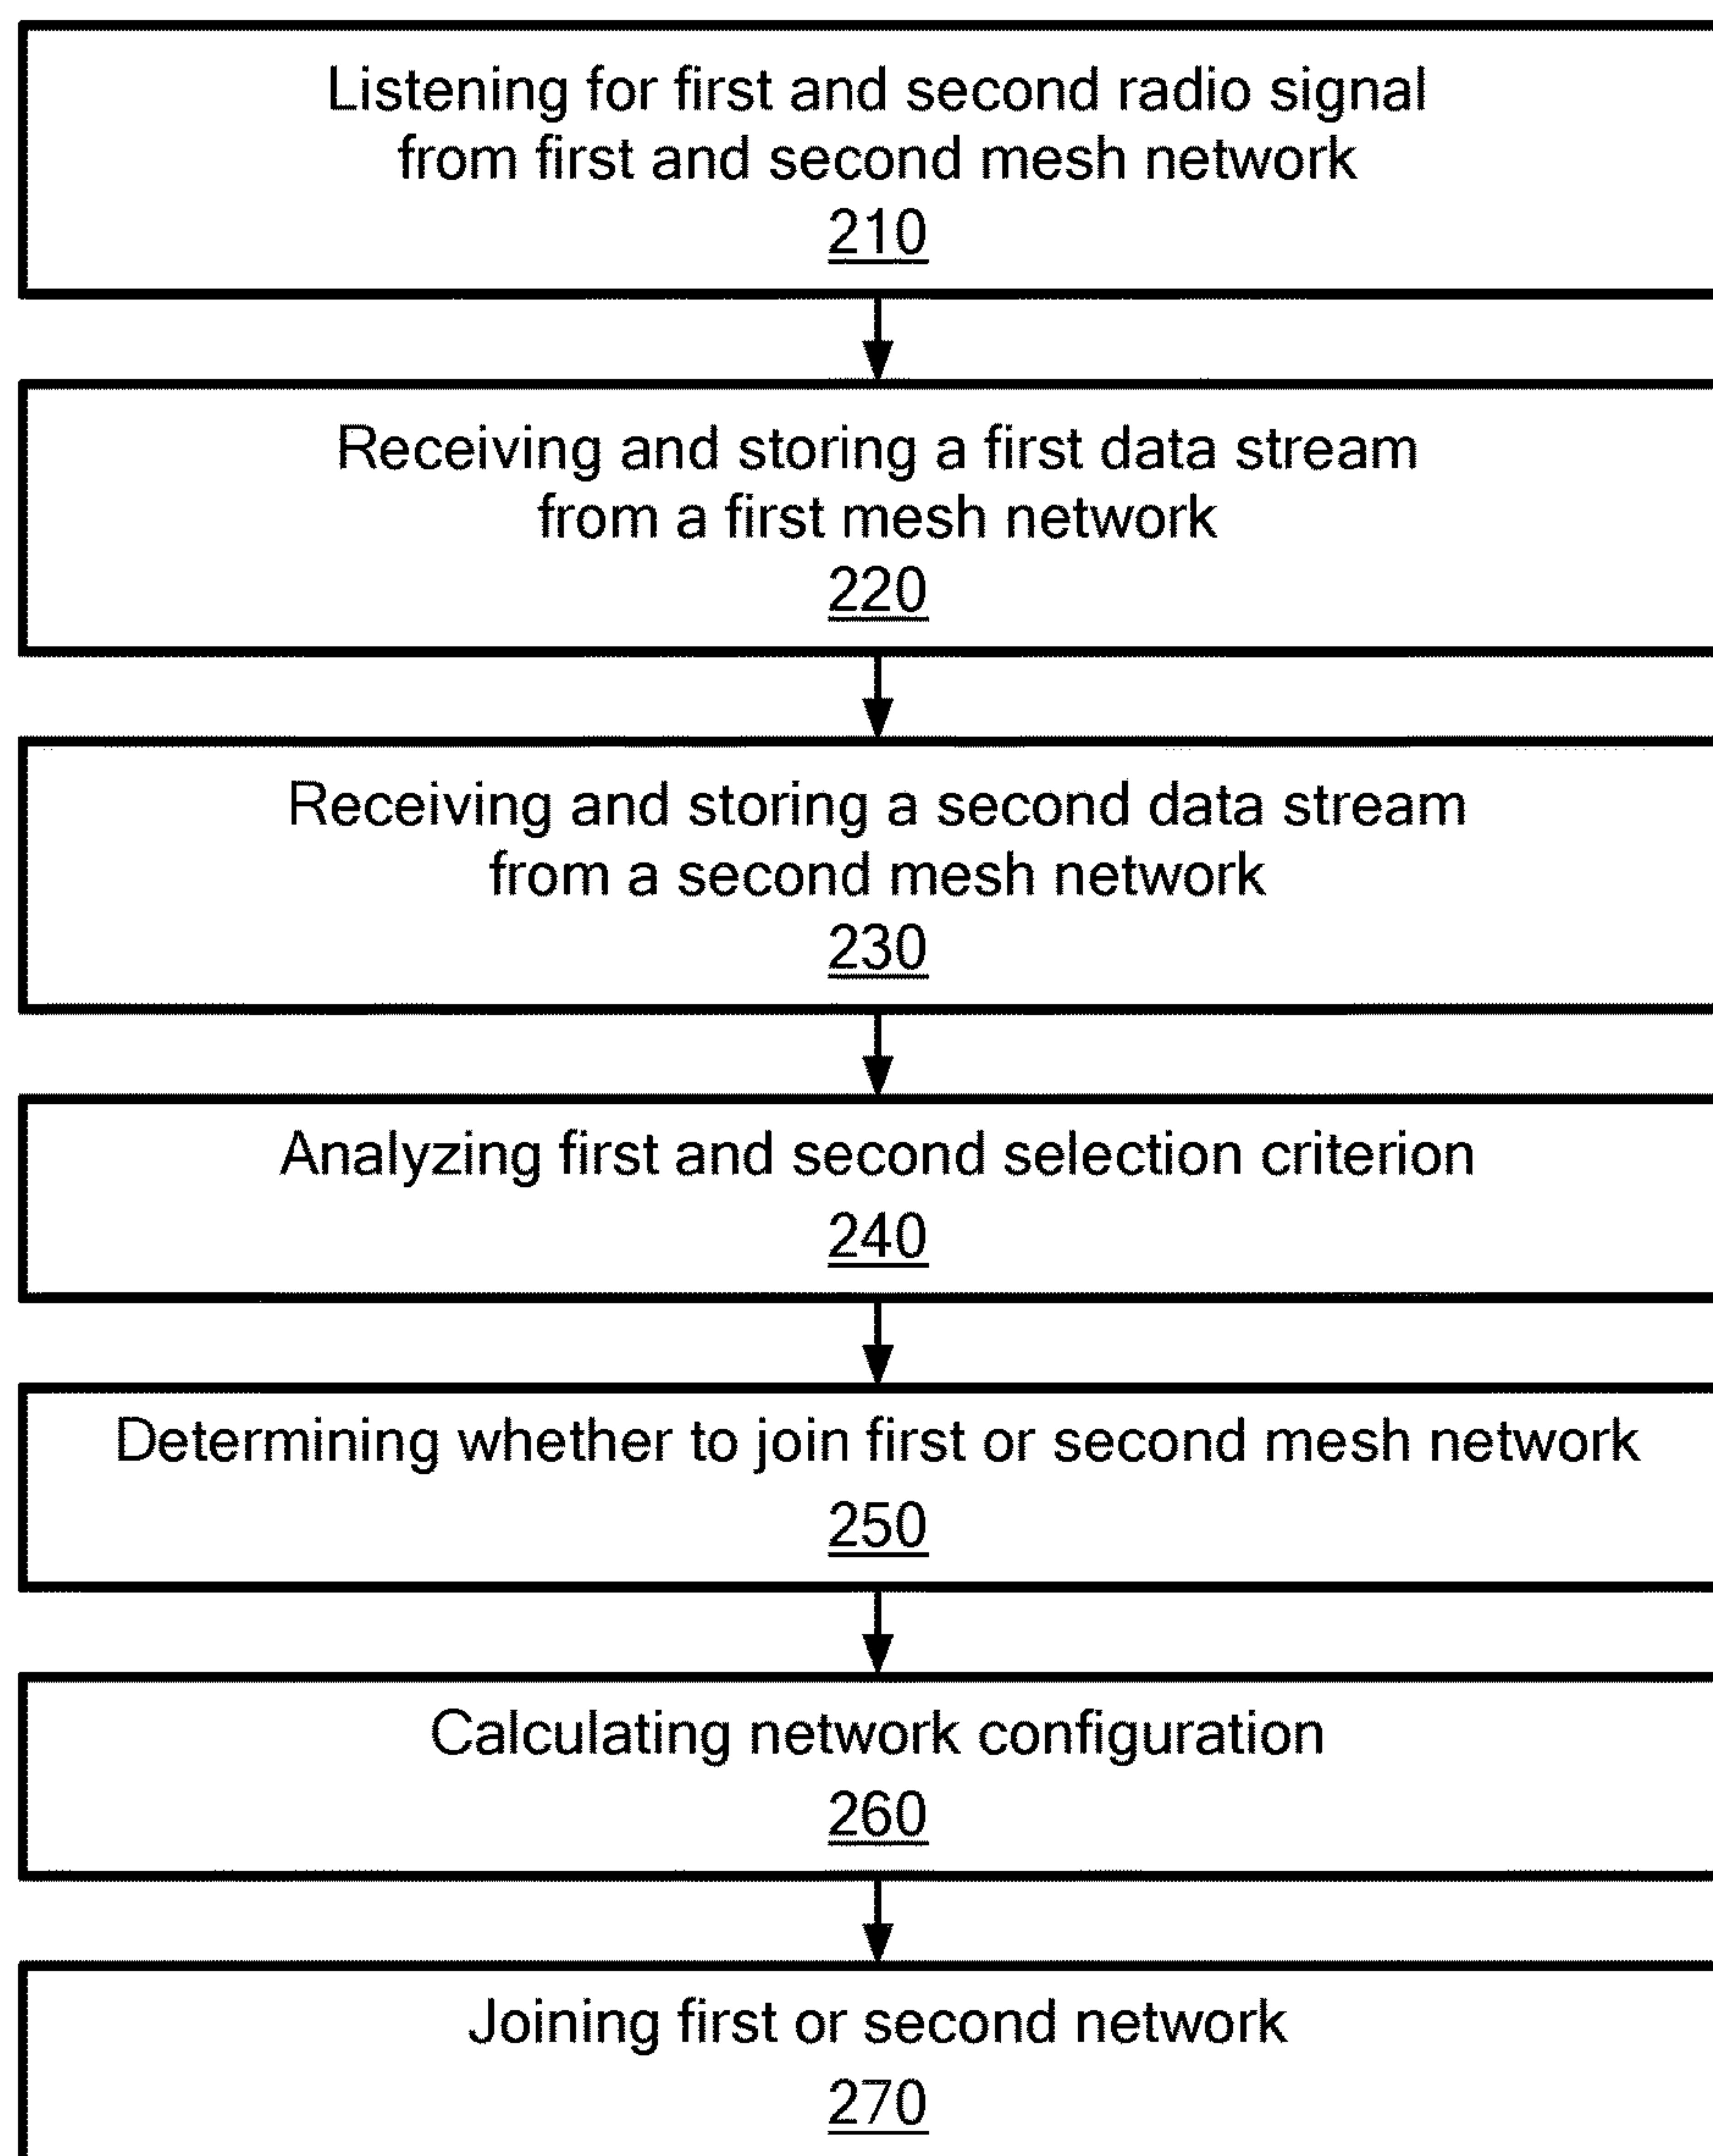 Listening for first and second radio signal
from first and second mesh network
210
Receiving and storing a first data stream
from a first mesh network
220
Receiving and storing a second data stream
from a second mesh network
230
Analyzing first and second selection criterion
240
Determining whether to join first or second mesh network
250
Calculating network configuration
260
Joining first or second network
270